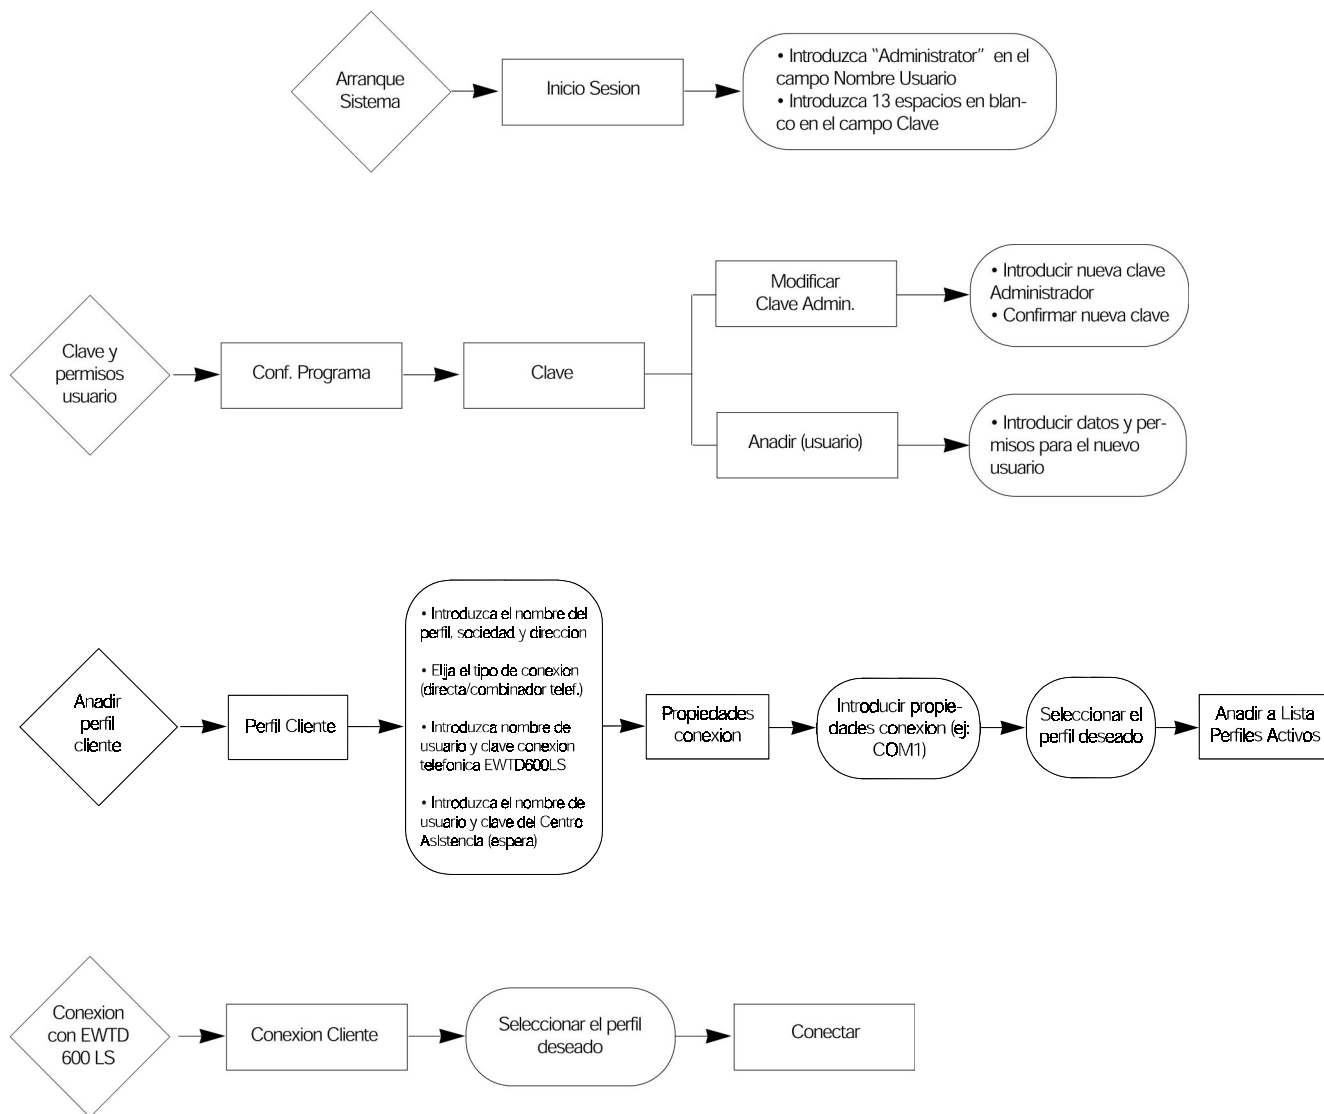 Arranque
Sistema
Inicio Sesion
• Introduzca “Administrator” en el
campo Nombre Usuario
• Introduzca 13 espacios en blan-
co en el campo Clave
Clave y
permisos
usuario
Conf. Programa
Clave
Modificar
Clave Admin.
• Introducir nueva clave
Administrador
• Confirmar nueva clave
Anadir (usuario)
• Introducir datos y per-
misos para el nuevo
usuario
Anadir
perfil
cliente
Perfil Cliente
• Introduzca el nombre del
perfil, sociedad y direccion
• Elija el tipo de conexion
(directa/combinador telef.)
• Introduzca nombre de
usuario y clave conexion
telefonica EWTD600LS
• Introduzca el nombre de
usuario y clave del Centro
Asistencia (espera)
Propiedades
conexion
Introducir propie-
dades conexion (ej:
COM1)
Seleccionar el
perfil deseado
Anadir a Lista
Perfiles Activos
Conexion
con EWTD
600 LS
Conexion Cliente
Seleccionar el perfil
deseado
Conectar